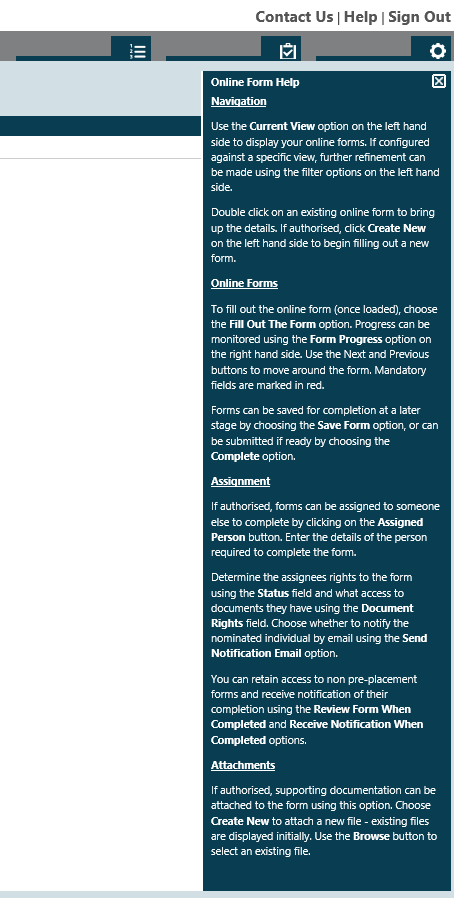 Contact Us | Help | Sign Out
Online Form Help
Navigation
Use the Current View option on the left hand
side to display your online forms. If configured
against a specific view, further refinement can
be made using the filter options on the left hand
side.
Double click on an existing online form to bring
up the details. If authorised, click Create New
on the left hand side to begin filling out a new
form.
Online Forms
To fill out the online form (once loaded), choose
the Fill Out The Form option. Progress can be
monitored using the Form Progress option on
the right hand side. Use the Next and Previous
buttons to move around the form. Mandatory
fields are marked in red.
Forms can be saved for completion at a later
stage by choosing the Save Form option, or can
be submitted if ready by choosing the
Complete option.
Assignment
If authorised, forms can be assigned to someone
else to complete by clicking on the Assigned
Person button. Enter the details of the person
required to complete the form.
Determine the assignees rights to the form
using the Status field and what access to
documents they have using the Document
Rights field. Choose whether to notify the
nominated individual by email using the Send
Notification Email option.
You can retain access to non pre-placement
forms and receive notification of their
completion using the Review Form When
Completed and Receive Notification When
Completed options.
Attachments
If authorised, supporting documentation can be
attached to the form using this option. Choose
Create New to attach a new file - existing files
are displayed initially. Use the Browse button to
select an existing file.